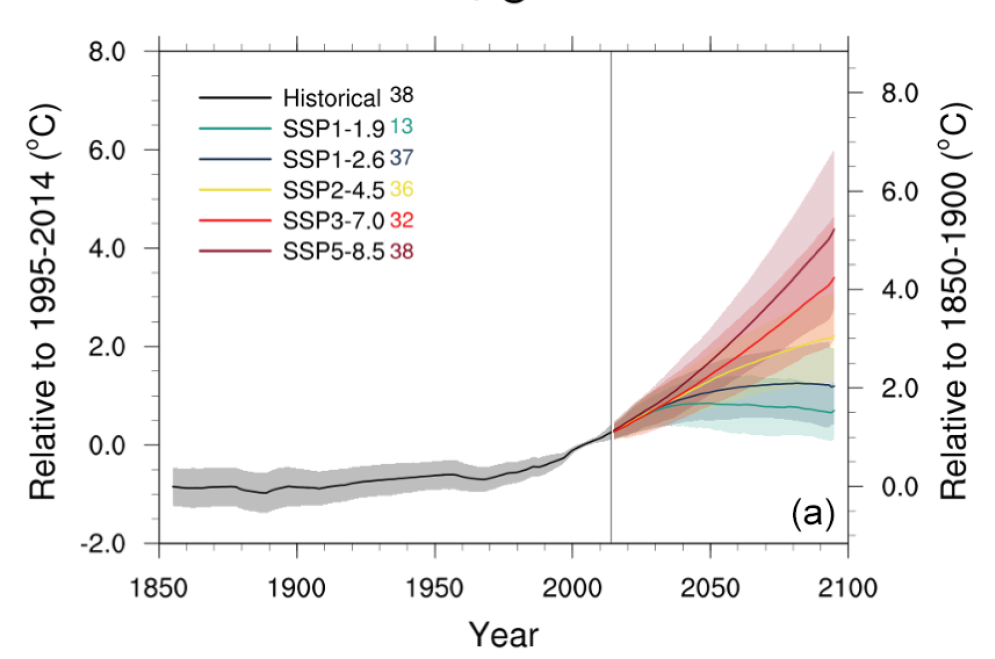 8.0
6.0
4.0
2.0
0.0
-2.0
Relative to 1995-2014 (°C)
Historical 38
SSP1-1.9 13
SSP1-2.6 37
SSP2-4.5 36
SSP3-7.0 32
SSP5-8.5 38
(a)
8.0
6.0
4.0
2.0
0.0
Relative to 1850-1900 (°C)
1850 1900 1950 2000 2050 2100
Year